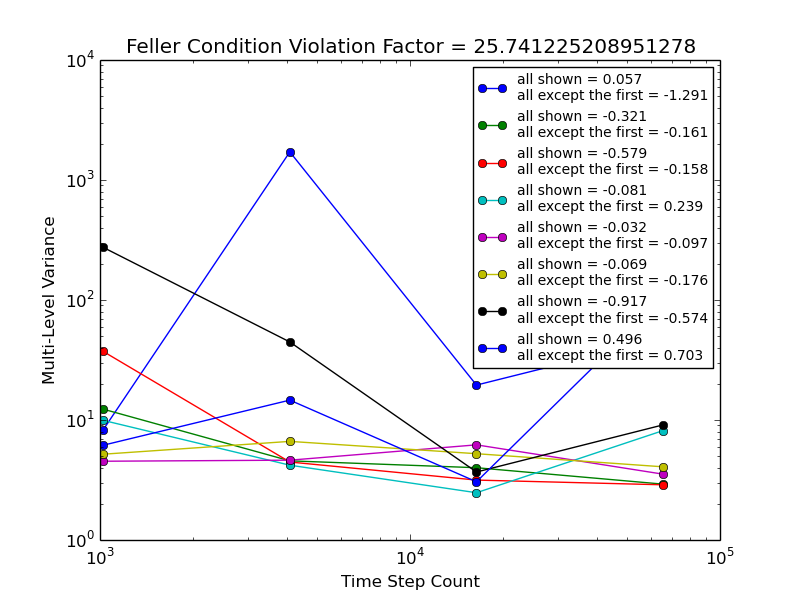 Feller Condition Violation Factor = 25.741225208951278
10^4
10^3
10^2
10^1
10^0
Multi-Level Variance
all shown = 0.057
all except the first = -1.291
all shown = -0.321
all except the first = -0.161
all shown = -0.579
all except the first = -0.158
all shown = -0.081
all except the first = 0.239
all shown = -0.032
all except the first = -0.097
all shown = -0.069
all except the first = -0.176
all shown = -0.917
all except the first = -0.574
all shown = 0.496
all except the first = 0.703
10^3
10^4
10^5
Time Step Count